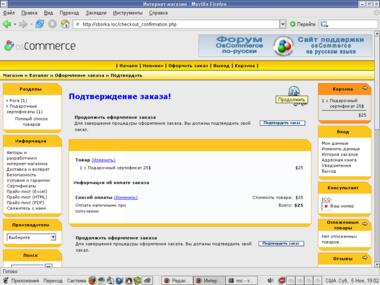 Интернет-магазин - Mozilla Firefox
Файл Правка Вид Переход Закладки Инструменты Справка
http://sborka.loc/checkout_confirmation.php
Перейти
osCommerce
Форум
OsCommerce
по-русски
Сайт поддержки
osCommerce
на русском языке
| Начало | Новинки | Оформить заказ | Выход | Корзина |
Магазин » Каталог » Оформление заказа » Подтвердить
Разделы
» Рога (1)
» Подарочный сертификаты (1)
Полный список товаров
Информация
Авторы и разработчики интернет-магазина
Доставка и возврат
Безопасность
Условия и гарантии
Сертификаты
Прайс-лист (Excel)
Прайс-лист (HTML)
Прайс-лист (PDF)
Свяжитесь с нами
Производители
Выберите
Поиск
Подтверждение заказа!
Продолжить
Продолжить оформление заказа
Для завершения процедуры оформления заказа, Вы должны подтвердить свой заказ.
Подтвердить заказ
Товар (Изменить)
1 x Подарочный сертификат 25$
$25
Информация об оплате заказа
Способ оплаты (Изменить)
Оплата наличными при получении
Стоимость товара: $25
Всего: $25
Продолжить оформление заказа
Для завершения процедуры оформления заказа, Вы должны подтвердить свой заказ.
Подтвердить заказ
Корзина
1 x Подарочный сертификат 25$
$25
Вход
Мои данные
Изменить данные
История заказов
Адресная книга
Уведомления
Выход
Консультант
ICQ:
Ваш номер
Отложенные товары
Нет отложенных товаров.
Отзывы
Готово
Приложения Переход Система
США Суб, 5 Ноя, 19:02